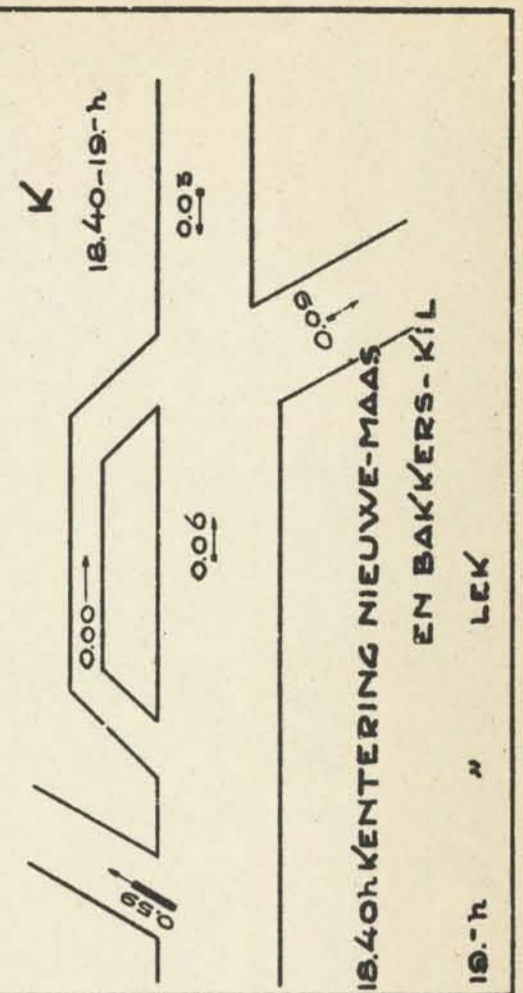 K
18.40-19.-h
0.03
0.00
0.06
0.09
0.59
18.40h KENTERING NIEUWE-MAAS
EN BAKKERS-KIL
19.-h " LEK